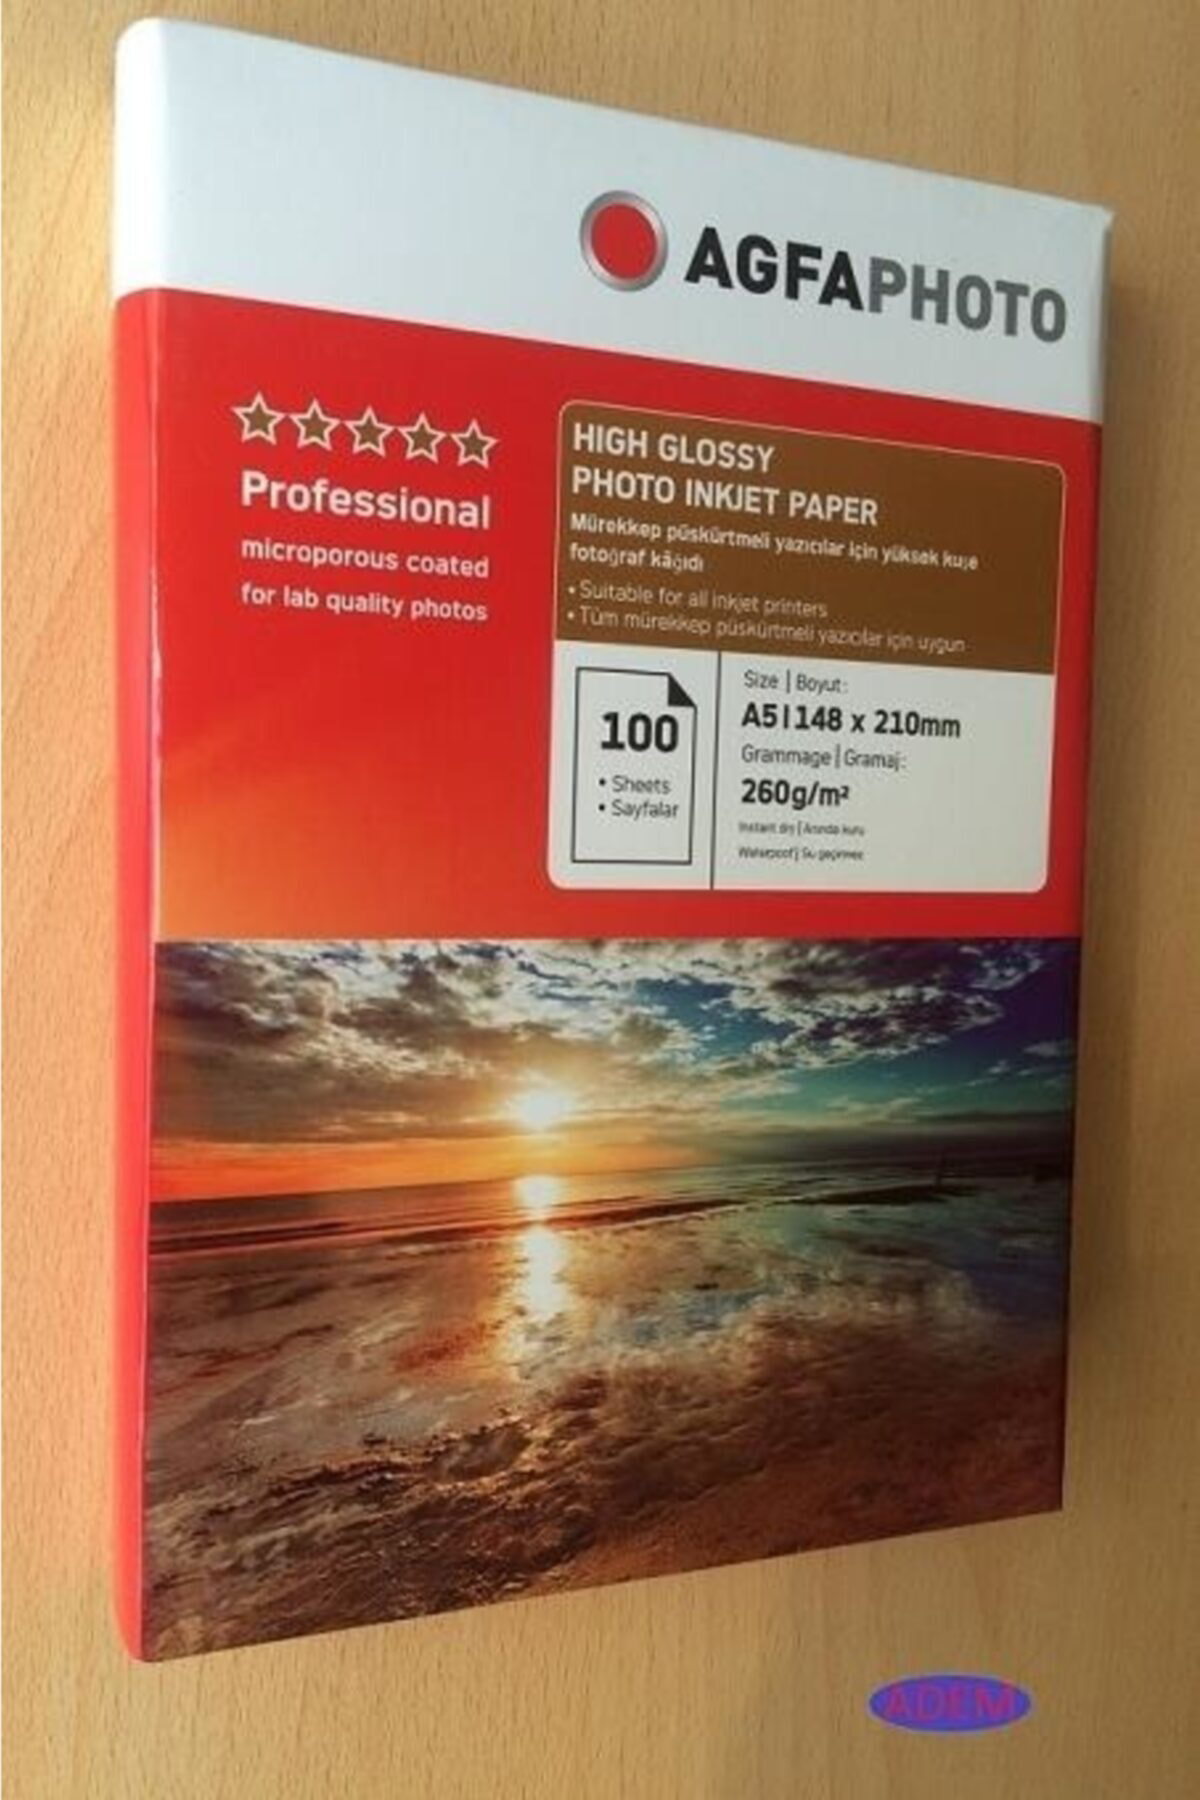 AGFAPHOTO
Professional
microporous coated
for lab quality photos
HIGH GLOSSY
PHOTO INKJET PAPER
Mürekkep püskürtmeli yazıcılar için yüksek kuşe
fotoğraf kâğıdı
• Suitable for all inkjet printers
• Tüm mürekkep püskürtmeli yazıcılar için uygun
100
• Sheets
• Sayfalar
Size | Boyut:
A5 | 148 x 210mm
Grammage | Gramaj:
260g/m²
Instant dry | Anında kuru
Waterproof | Su geçirmez
ADEM